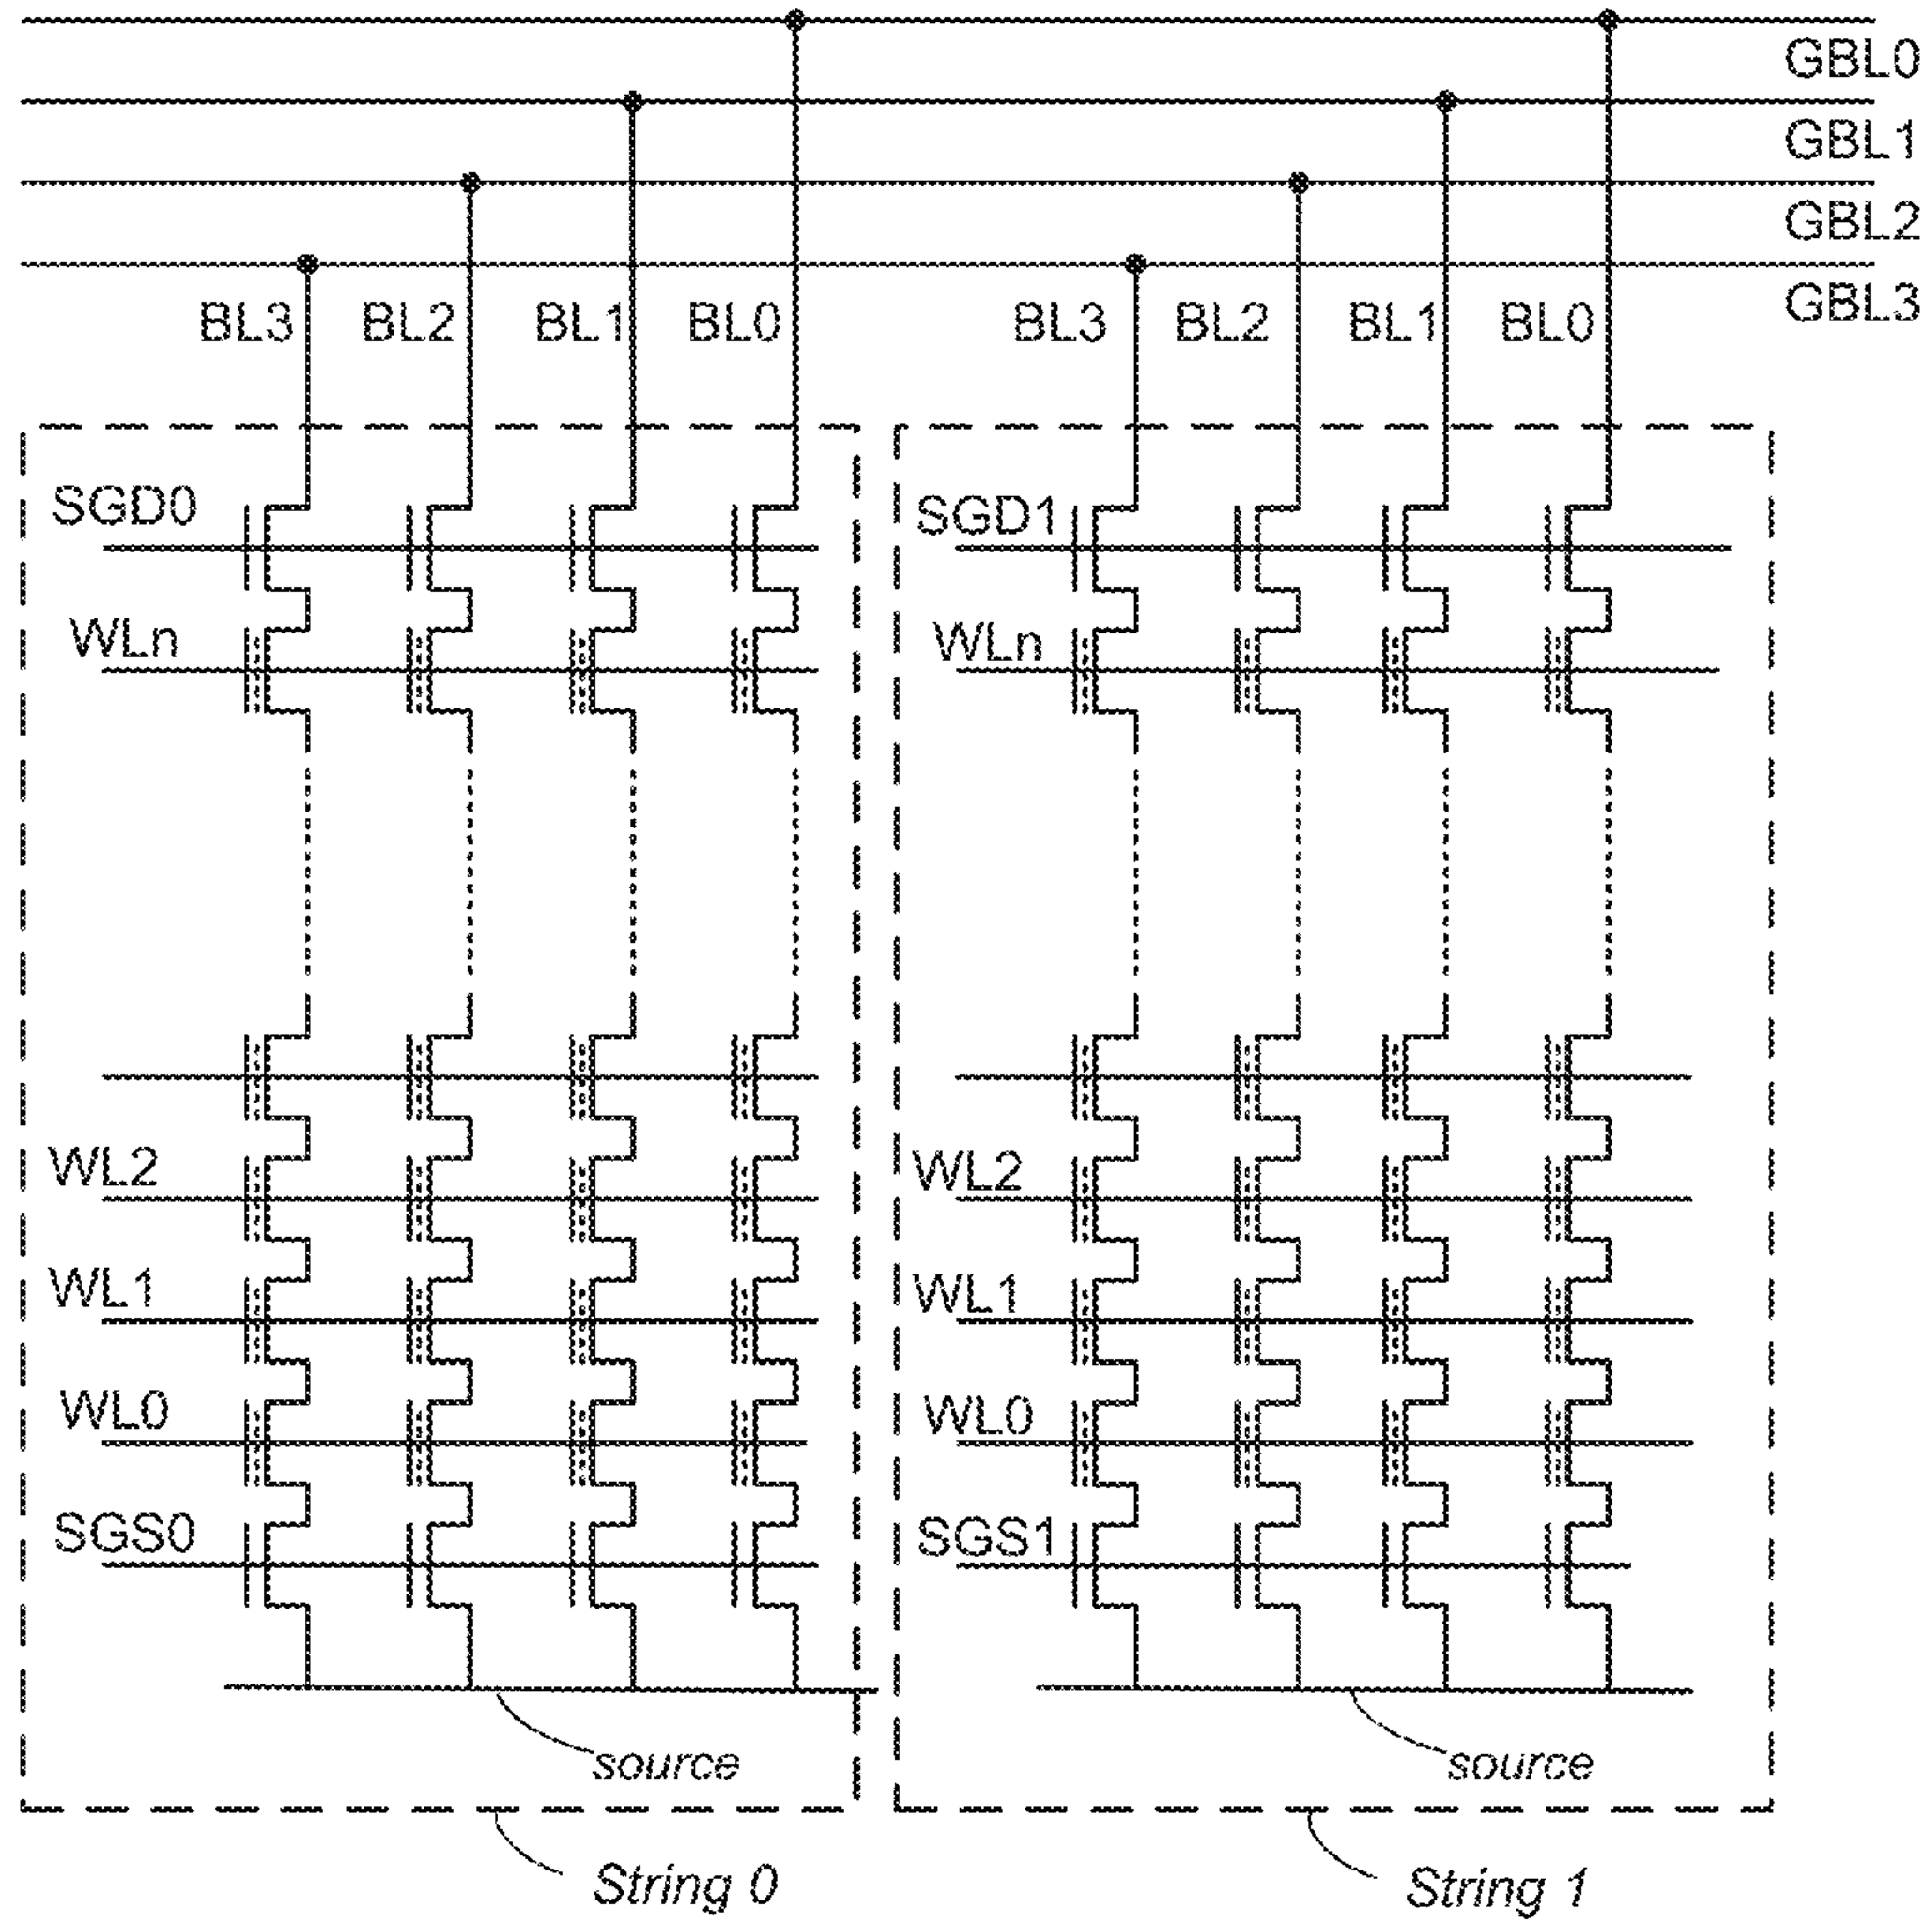 GBL0
GBL1
GBL2
GBL3
BL3 BL2 BL1 BL0 BL3 BL2 BL1 BL0
SGD0 SGD1
WLn WLn
WL2 WL2
WL1 WL1
WL0 WL0
SGS0 SGS1
source source
String 0 String 1